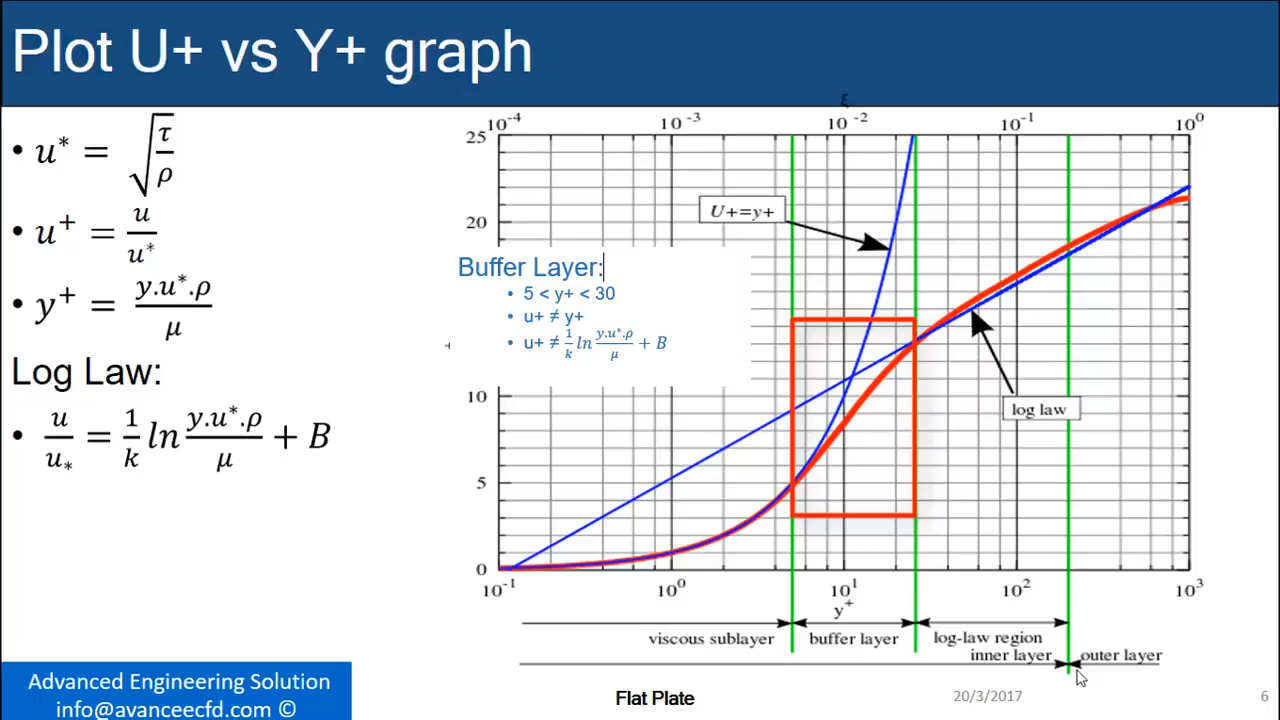 Plot U+ vs Y+ graph
• u* = √τ/ρ
• u⁺ = u/u*
• y⁺ = y.u*.ρ/μ
Log Law:
• u/u* = 1/k ln y.u*.ρ/μ + B
ξ
10⁻⁴ 10⁻³ 10⁻² 10⁻¹ 10⁰
25
20
10
5
0
U+=y+
Buffer Layer:
• 5 < y+ < 30
• u+ ≠ y+
• u+ ≠ 1/k ln y.u*.ρ/μ + B
log law
10⁻¹ 10⁰ 10¹ 10² 10³
y⁺
viscous sublayer buffer layer log-law region
inner layer outer layer
Advanced Engineering Solution
info@avanceecfd.com ©
Flat Plate
20/3/2017
6